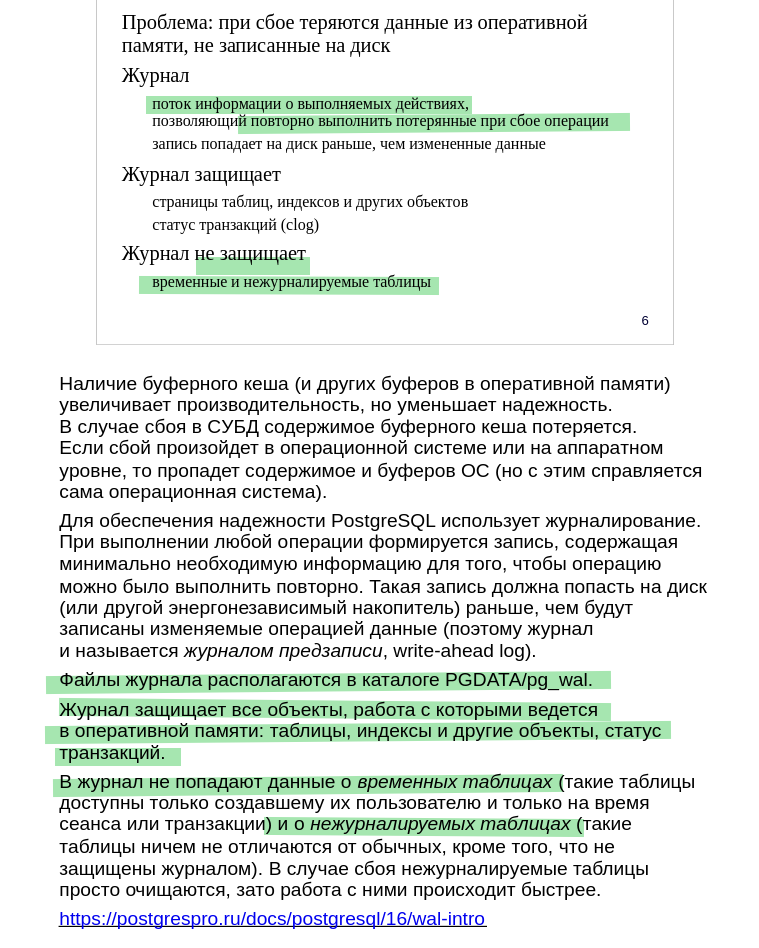 Проблема: при сбое теряются данные из оперативной
памяти, не записанные на диск
Журнал
поток информации о выполняемых действиях,
позволяющий повторно выполнить потерянные при сбое операции
запись попадает на диск раньше, чем измененные данные
Журнал защищает
страницы таблиц, индексов и других объектов
статус транзакций (clog)
Журнал не защищает
временные и нежурналируемые таблицы
6
Наличие буферного кеша (и других буферов в оперативной памяти)
увеличивает производительность, но уменьшает надежность.
В случае сбоя в СУБД содержимое буферного кеша потеряется.
Если сбой произойдет в операционной системе или на аппаратном
уровне, то пропадет содержимое и буферов ОС (но с этим справляется
сама операционная система).
Для обеспечения надежности PostgreSQL использует журналирование.
При выполнении любой операции формируется запись, содержащая
минимально необходимую информацию для того, чтобы операцию
можно было выполнить повторно. Такая запись должна попасть на диск
(или другой энергонезависимый накопитель) раньше, чем будут
записаны изменяемые операцией данные (поэтому журнал
и называется журналом предзаписи, write-ahead log).
Файлы журнала располагаются в каталоге PGDATA/pg_wal.
Журнал защищает все объекты, работа с которыми ведется
в оперативной памяти: таблицы, индексы и другие объекты, статус
транзакций.
В журнал не попадают данные о временных таблицах (такие таблицы
доступны только создавшему их пользователю и только на время
сеанса или транзакции) и о нежурналируемых таблицах (такие
таблицы ничем не отличаются от обычных, кроме того, что не
защищены журналом). В случае сбоя нежурналируемые таблицы
просто очищаются, зато работа с ними происходит быстрее.
https://postgrespro.ru/docs/postgresql/16/wal-intro